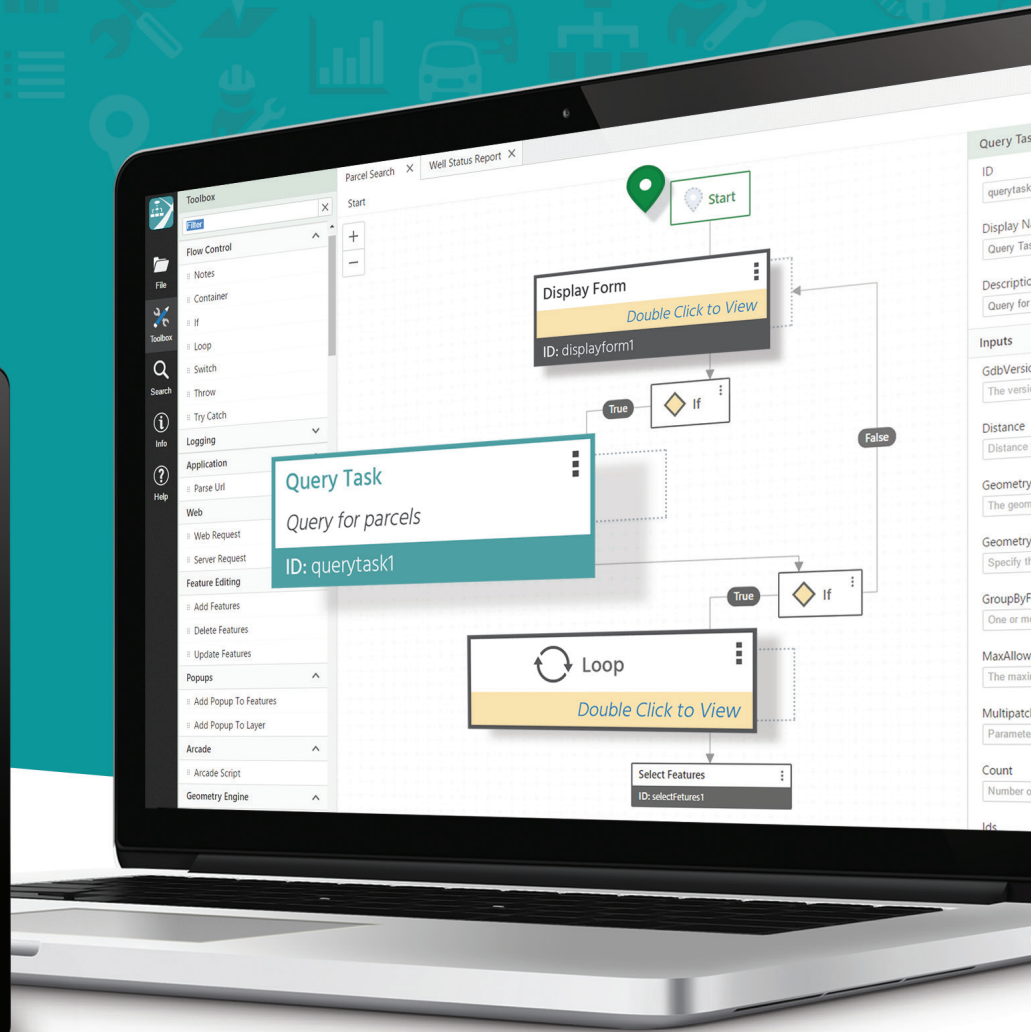 File
Toolbox
Search
Info
Help
Toolbox
Filter
Flow Control
Notes
Container
If
Loop
Switch
Throw
Try Catch
Logging
Application
Parse Url
Web
Web Request
Server Request
Feature Editing
Add Features
Delete Features
Update Features
Popups
Add Popup To Features
Add Popup To Layer
Arcade
Arcade Script
Geometry Engine
Parcel Search X Well Status Report X
Start
+
−
Start
Display Form
Double Click to View
ID: displayform1
True
If
False
Query Task
Query for parcels
ID: querytask1
True
If
Loop
Double Click to View
Select Features
ID: selectFetures1
Query Tas
ID
querytask
Display Na
Query Tas
Descriptio
Query for
Inputs
GdbVersio
The versi
Distance
Distance
Geometry
The geom
Geometry
Specify th
GroupByF
One or mo
MaxAllow
The maxi
Multipatch
Paramete
Count
Number o
Ids